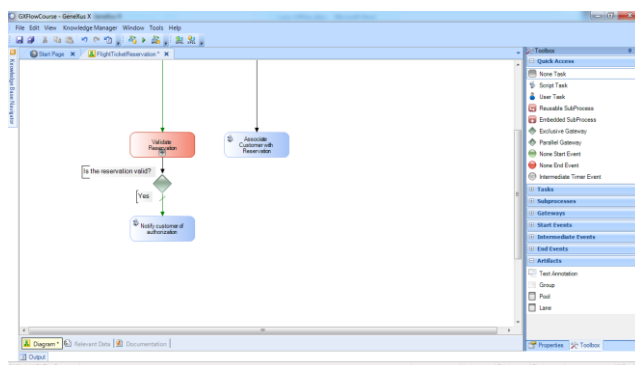 GXFlowCourse - GeneXus X
File Edit View Knowledge Manager Window Tools Help
Start Page FlightTicketReservation *
Knowledge Base Navigator
Validate Reservation
Associate Customer with Reservation
Is the reservation valid?
Yes
Notify customer of authorization
Diagram * Relevant Data Documentation
Output
Toolbox
Quick Access
None Task
Script Task
User Task
Reusable SubProcess
Embedded SubProcess
Exclusive Gateway
Parallel Gateway
None Start Event
None End Event
Intermediate Timer Event
Tasks
Subprocesses
Gateways
Start Events
Intermediate Events
End Events
Artifacts
Text Annotation
Group
Pool
Lane
Properties Toolbox